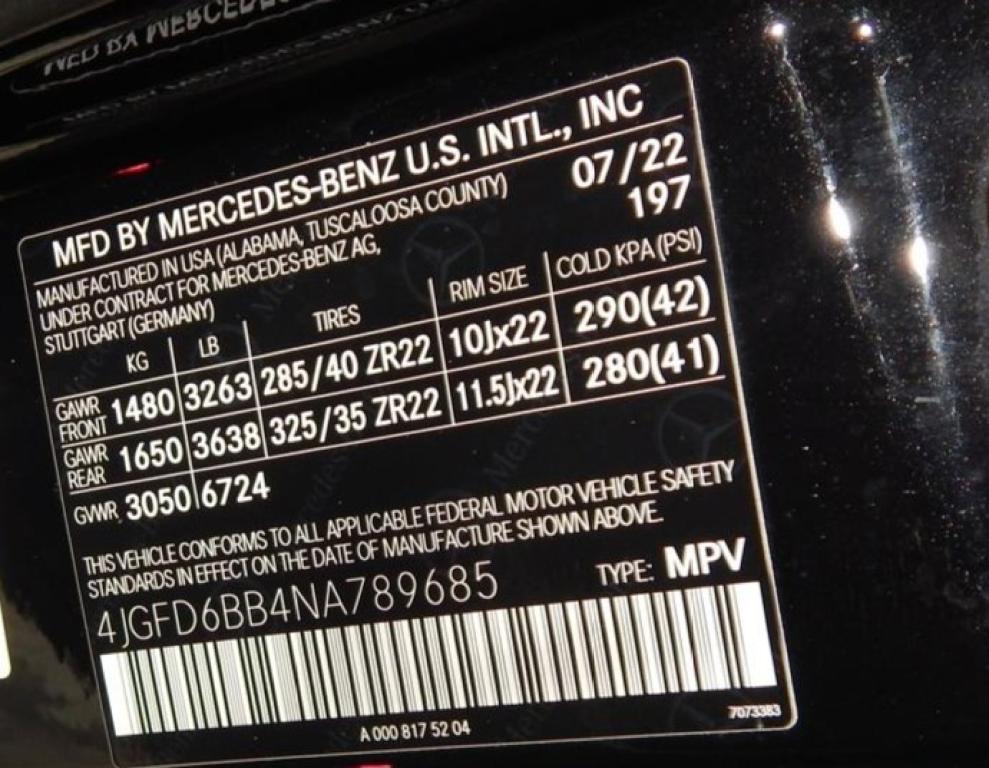 MFD BY MERCEDES-BENZ U.S. INTL., INC
MANUFACTURED IN USA (ALABAMA, TUSCALOOSA COUNTY) 07/22
UNDER CONTRACT FOR MERCEDES-BENZ AG, 197
STUTTGART (GERMANY)
KG LB TIRES RIM SIZE COLD KPA (PSI)
GAWR FRONT 1480 3263 285/40 ZR22 10Jx22 290(42)
GAWR REAR 1650 3638 325/35 ZR22 11.5Jx22 280(41)
GVWR 3050 6724
THIS VEHICLE CONFORMS TO ALL APPLICABLE FEDERAL MOTOR VEHICLE SAFETY
STANDARDS IN EFFECT ON THE DATE OF MANUFACTURE SHOWN ABOVE.
4JGFD6BB4NA789685 TYPE: MPV
A 000 817 52 04
7073383